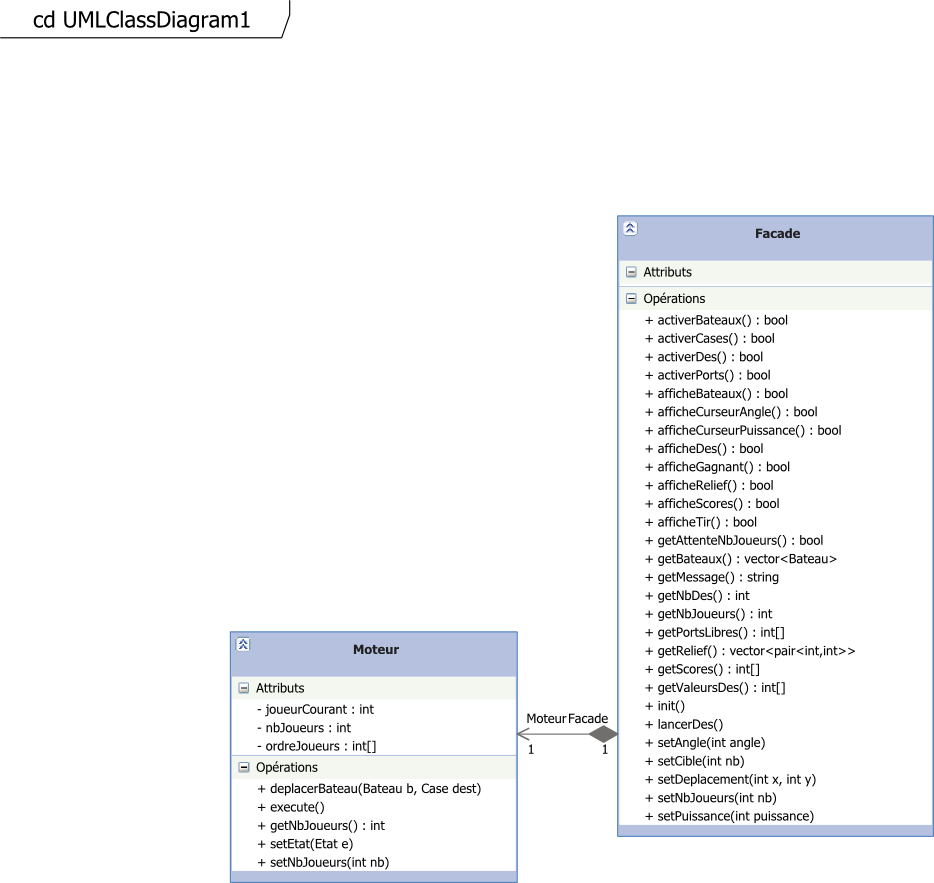 cd UMLClassDiagram1
Facade
Attributs
Opérations
+ activerBateaux() : bool
+ activerCases() : bool
+ activerDes() : bool
+ activerPorts() : bool
+ afficheBateaux() : bool
+ afficheCurseurAngle() : bool
+ afficheCurseurPuissance() : bool
+ afficheDes() : bool
+ afficheGagnant() : bool
+ afficheRelief() : bool
+ afficheScores() : bool
+ afficheTir() : bool
+ getAttenteNbJoueurs() : bool
+ getBateaux() : vector<Bateau>
+ getMessage() : string
+ getNbDes() : int
+ getNbJoueurs() : int
+ getPortsLibres() : int[]
+ getRelief() : vector<pair<int,int>>
+ getScores() : int[]
+ getValeursDes() : int[]
+ init()
+ lancerDes()
+ setAngle(int angle)
+ setCible(int nb)
+ setDeplacement(int x, int y)
+ setNbJoueurs(int nb)
+ setPuissance(int puissance)
Moteur
Attributs
- joueurCourant : int
- nbJoueurs : int
- ordreJoueurs : int[]
Opérations
+ deplacerBateau(Bateau b, Case dest)
+ execute()
+ getNbJoueurs() : int
+ setEtat(Etat e)
+ setNbJoueurs(int nb)
MoteurFacade
1 1